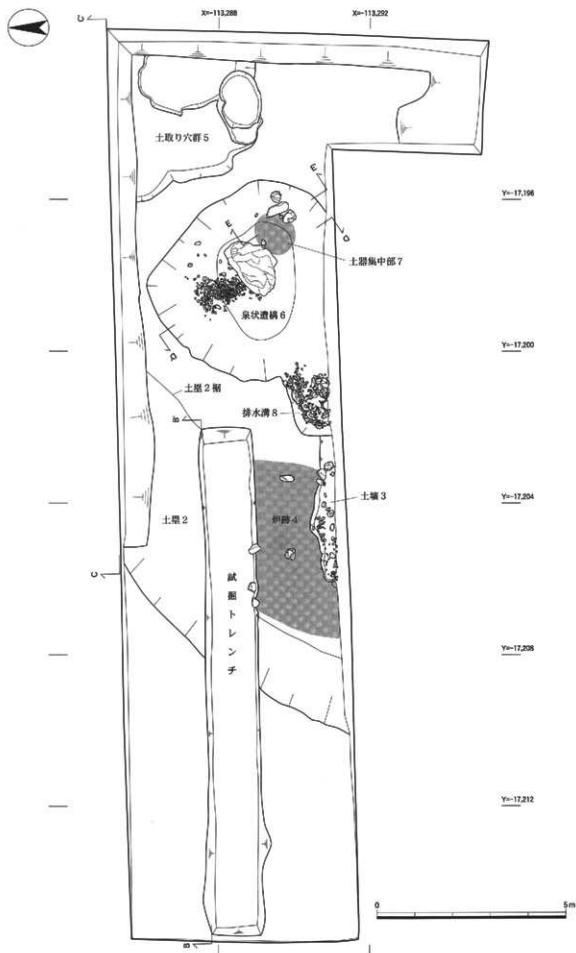 X=-113,288
X=-113,292
C
土取り穴群5
E
Y=-17,196
D
E
土器集中部7
泉状遺構6
Y=-17,200
D
土塁2裾
排水溝8
B'
土壙3
Y=-17,204
土塁2
炉跡4
C
試掘トレンチ
Y=-17,208
Y=-17,212
0
5m
B